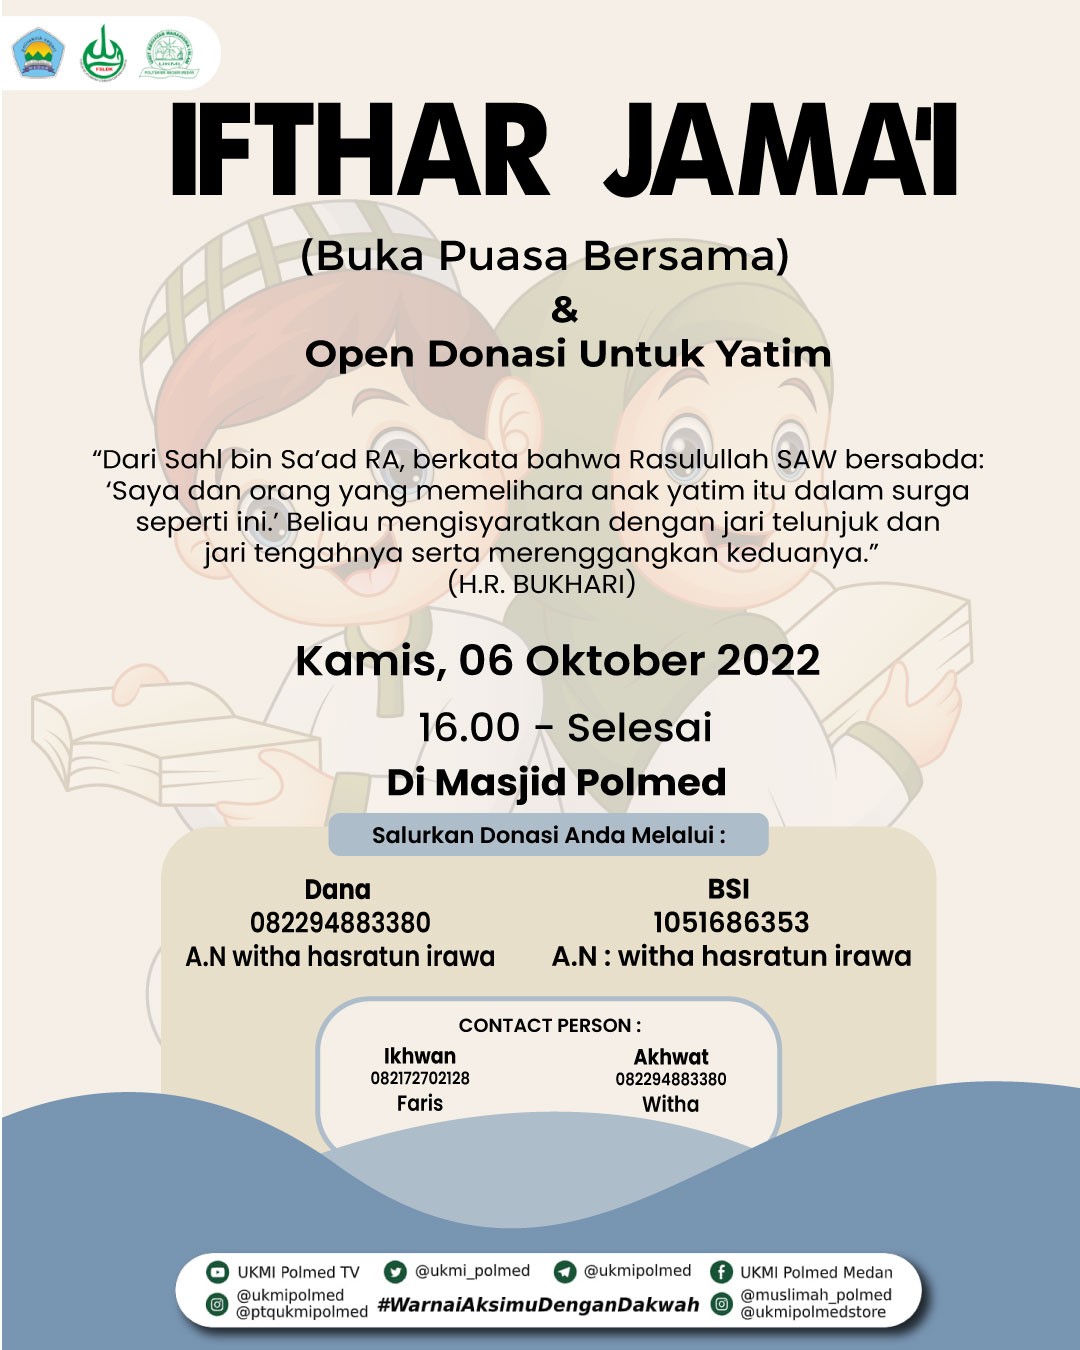 IFTHAR JAMA'I
(Buka Puasa Bersama)
&
Open Donasi Untuk Yatim
“Dari Sahl bin Sa’ad RA, berkata bahwa Rasulullah SAW bersabda:
‘Saya dan orang yang memelihara anak yatim itu dalam surga
seperti ini.’ Beliau mengisyaratkan dengan jari telunjuk dan
jari tengahnya serta merenggangkan keduanya.”
(H.R. BUKHARI)
Kamis, 06 Oktober 2022
16.00 - Selesai
Di Masjid Polmed
Salurkan Donasi Anda Melalui :
Dana
082294883380
A.N witha hasratun irawa
BSI
1051686353
A.N : witha hasratun irawa
CONTACT PERSON :
Ikhwan
082172702128
Faris
Akhwat
082294883380
Witha
UKMI Polmed TV
@ukmi_polmed
@ukmipolmed
UKMI Polmed Medan
@ukmipolmed
@ptqukmipolmed
#WarnaiAksimuDenganDakwah
@muslimah_polmed
@ukmipolmedstore